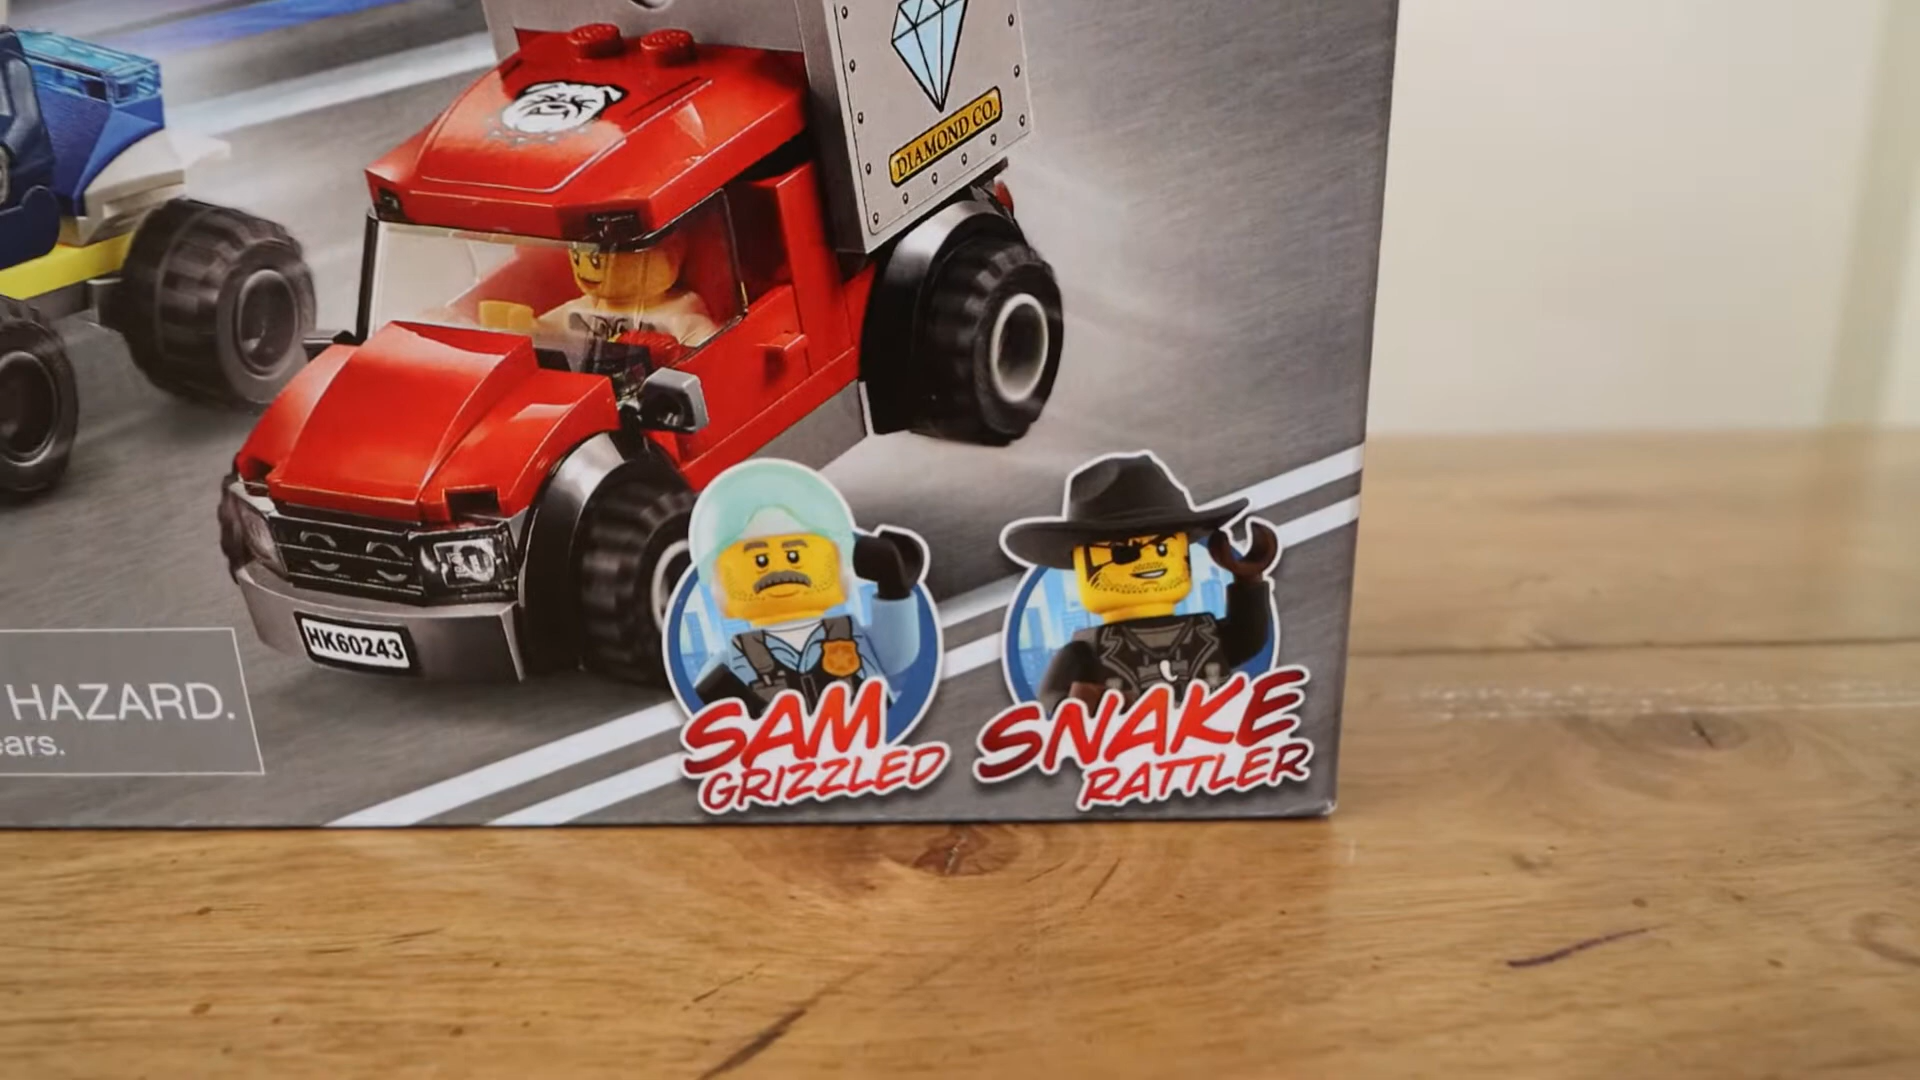 DIAMOND CO.
HK60243
HAZARD.
ears.
SAM
GRIZZLED
SNAKE
RATTLER